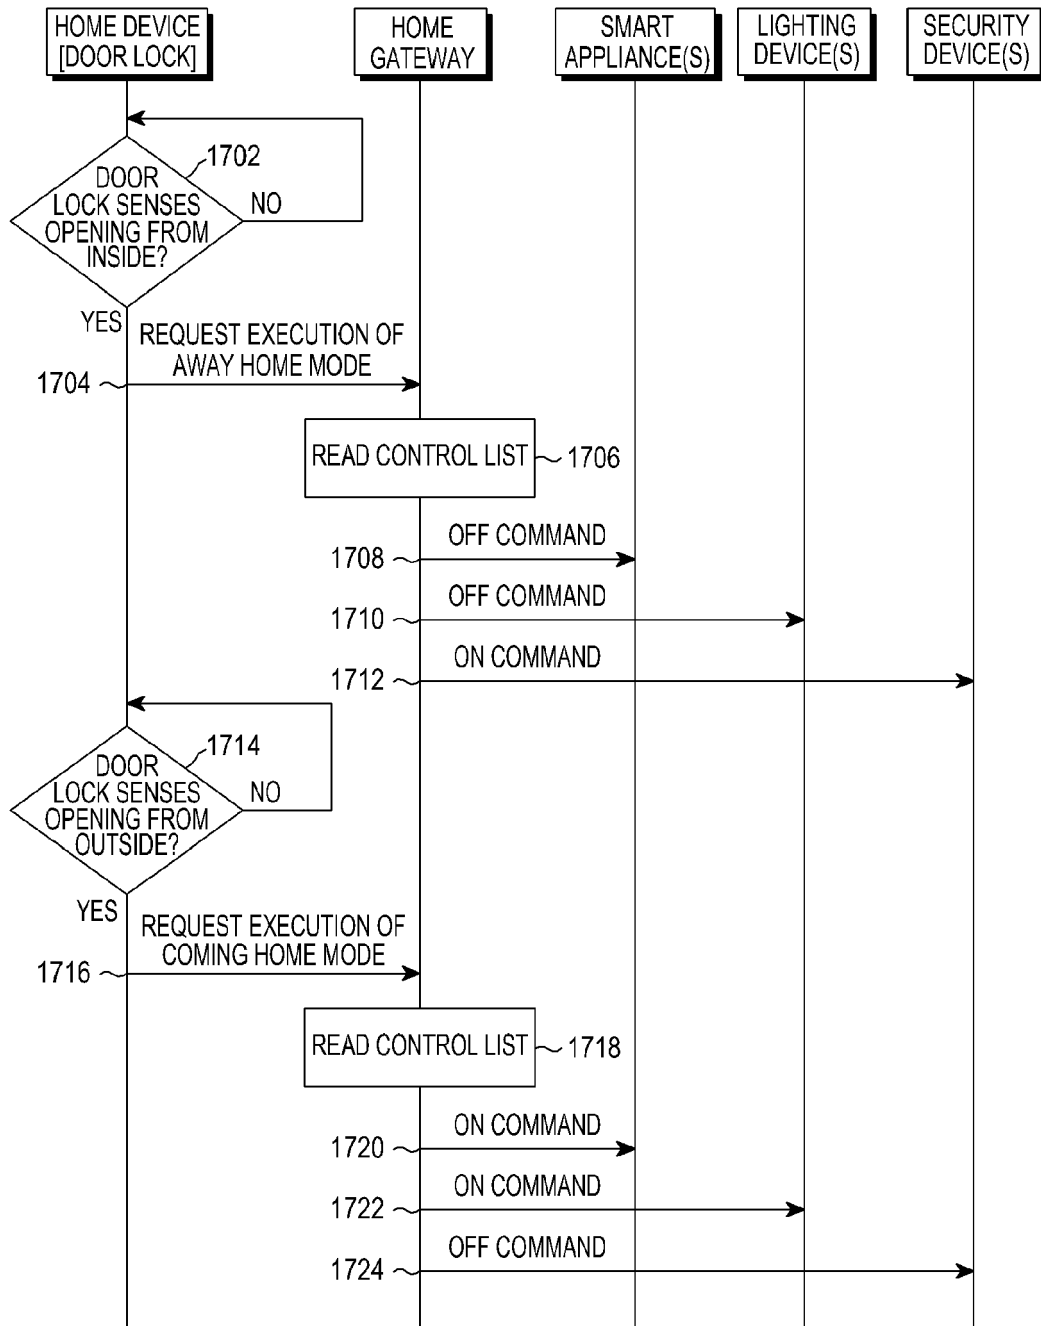 HOME DEVICE
[DOOR LOCK]
HOME
GATEWAY
SMART
APPLIANCE(S)
LIGHTING
DEVICE(S)
SECURITY
DEVICE(S)
1702
DOOR
LOCK SENSES
OPENING FROM
INSIDE?
NO
YES
REQUEST EXECUTION OF
AWAY HOME MODE
1704
READ CONTROL LIST
1706
OFF COMMAND
1708
OFF COMMAND
1710
ON COMMAND
1712
1714
DOOR
LOCK SENSES
OPENING FROM
OUTSIDE?
NO
YES
REQUEST EXECUTION OF
COMING HOME MODE
1716
READ CONTROL LIST
1718
ON COMMAND
1720
ON COMMAND
1722
OFF COMMAND
1724